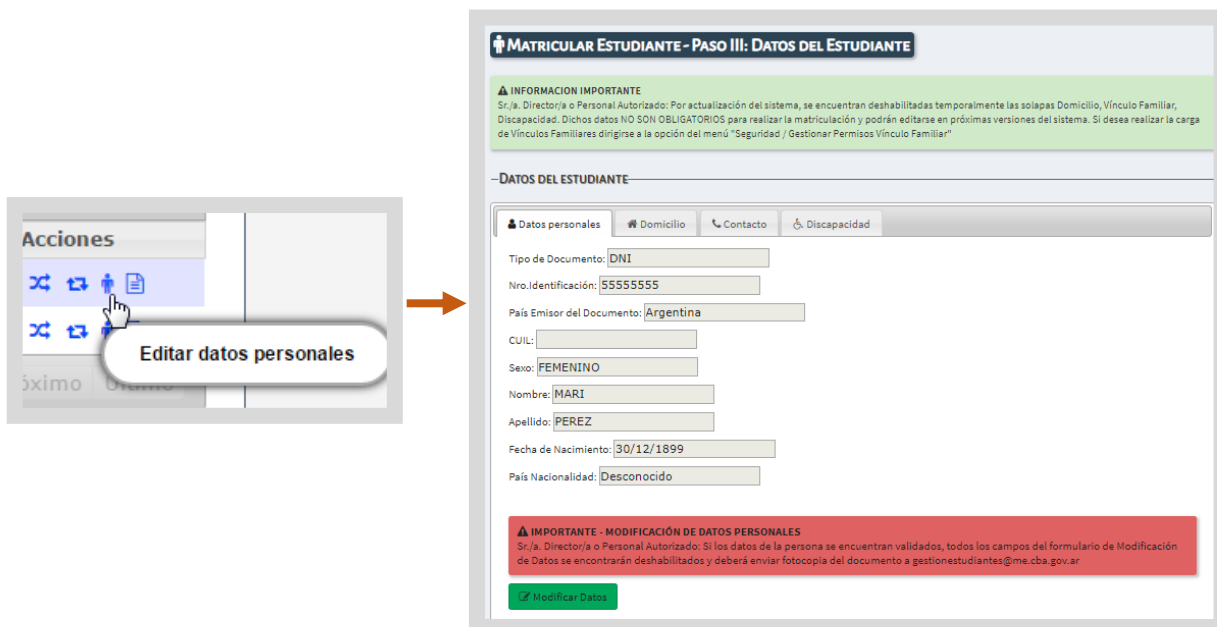 Acciones
Editar datos personales
MATRICULAR ESTUDIANTE - PASO III: DATOS DEL ESTUDIANTE
INFORMACION IMPORTANTE
Sr./a. Director/a o Personal Autorizado: Por actualización del sistema, se encuentran deshabilitadas temporalmente las solapas Domicilio, Vínculo Familiar,
Discapacidad. Dichos datos NO SON OBLIGATORIOS para realizar la matriculación y podrán editarse en próximas versiones del sistema. Si desea realizar la carga
de Vínculos Familiares dirigirse a la opción del menú "Seguridad / Gestionar Permisos Vínculo Familiar"
DATOS DEL ESTUDIANTE
Datos personales Domicilio Contacto Discapacidad
Tipo de Documento: DNI
Nro.Identificación: 55555555
País Emisor del Documento: Argentina
CUIL:
Sexo: FEMENINO
Nombre: MARI
Apellido: PEREZ
Fecha de Nacimiento: 30/12/1899
País Nacionalidad: Desconocido
IMPORTANTE - MODIFICACIÓN DE DATOS PERSONALES
Sr./a. Director/a o Personal Autorizado: Si los datos de la persona se encuentran validados, todos los campos del formulario de Modificación
de Datos se encontrarán deshabilitados y deberá enviar fotocopia del documento a gestionestudiantes@me.cba.gov.ar
Modificar Datos